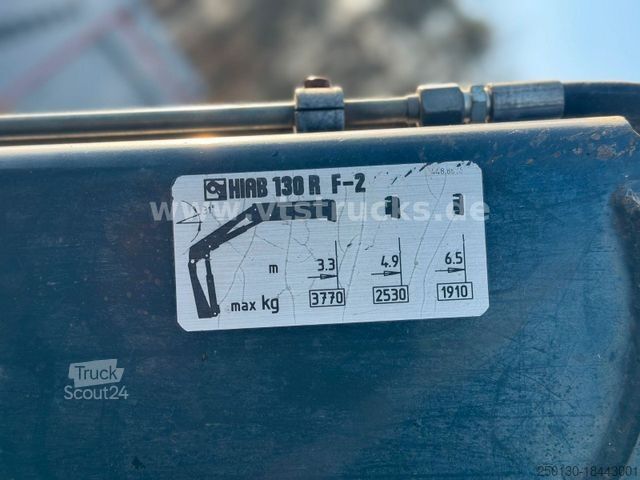 HIAB 130 R F-2
www.vtstrucks.de
m 3.3 4.9 6.5
max kg 3770 2530 1910
Truck
Scout24
250130-18443001